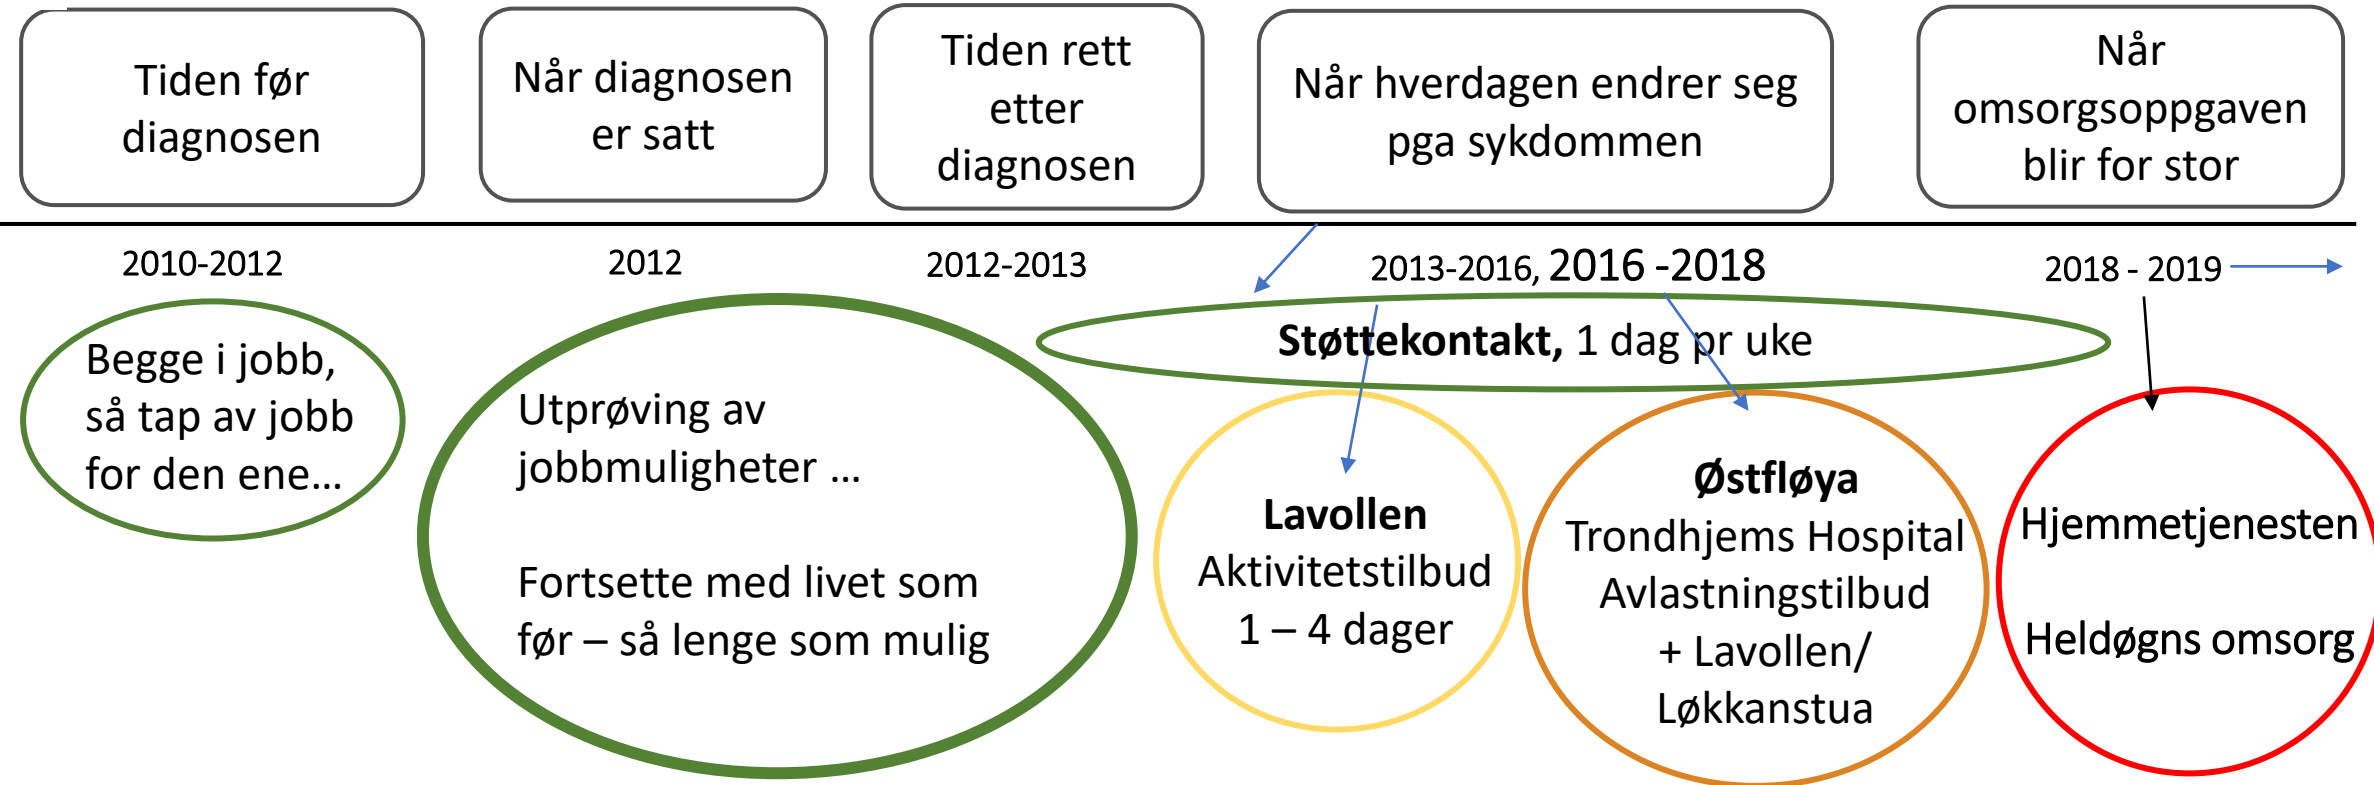 Tiden før
diagnosen
Når diagnosen
er satt
Tiden rett
etter
diagnosen
Når hverdagen endrer seg
pga sykdommen
Når
omsorgsoppgaven
blir for stor
2010-2012
2012
2012-2013
2013-2016, 2016 -2018
2018 - 2019
Begge i jobb,
så tap av jobb
for den ene...
Utprøving av
jobbmuligheter ...
Fortsette med livet som
før – så lenge som mulig
Støttekontakt, 1 dag pr uke
Lavollen
Aktivitetstilbud
1 – 4 dager
Østfløya
Trondhjems Hospital
Avlastningstilbud
+ Lavollen/
Løkkanstua
Hjemmetjenesten
Heldøgns omsorg